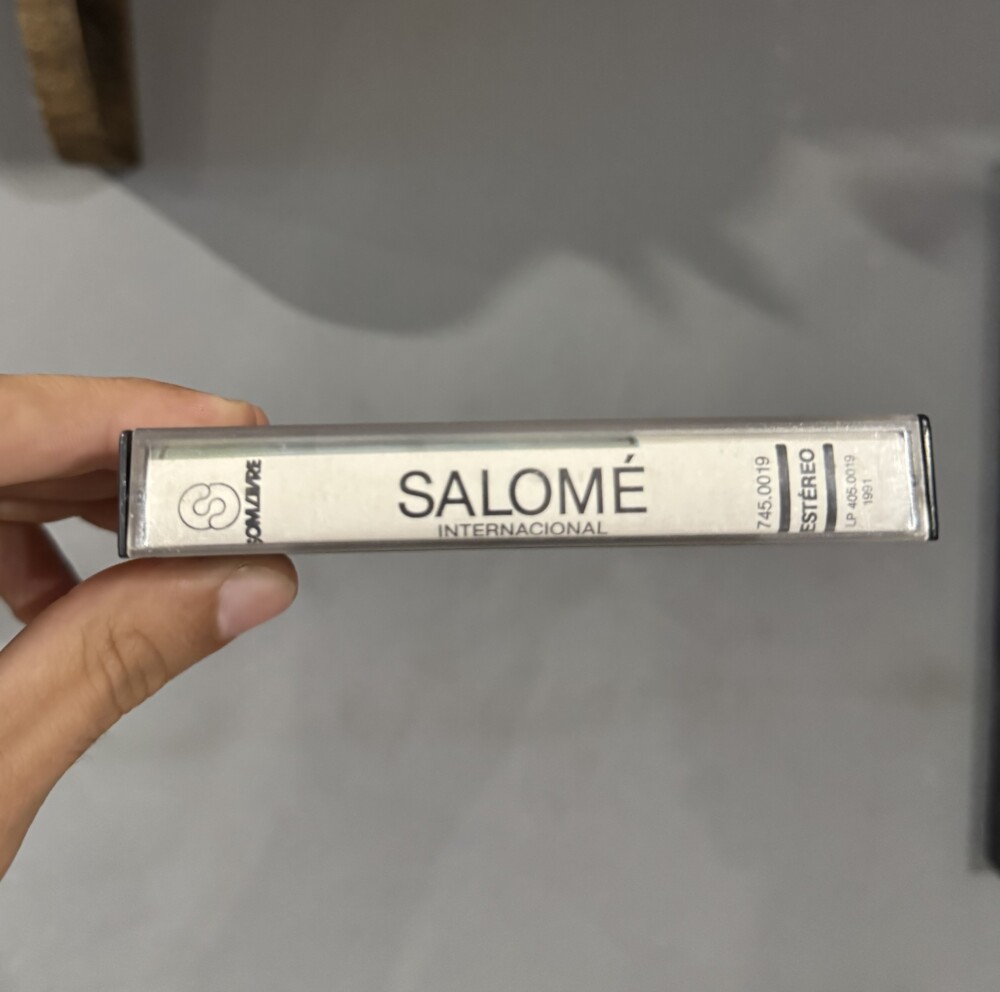 SOM LIVRE
SALOMÉ
INTERNACIONAL
745.0019
ESTÉREO
LP 405.0019
1991